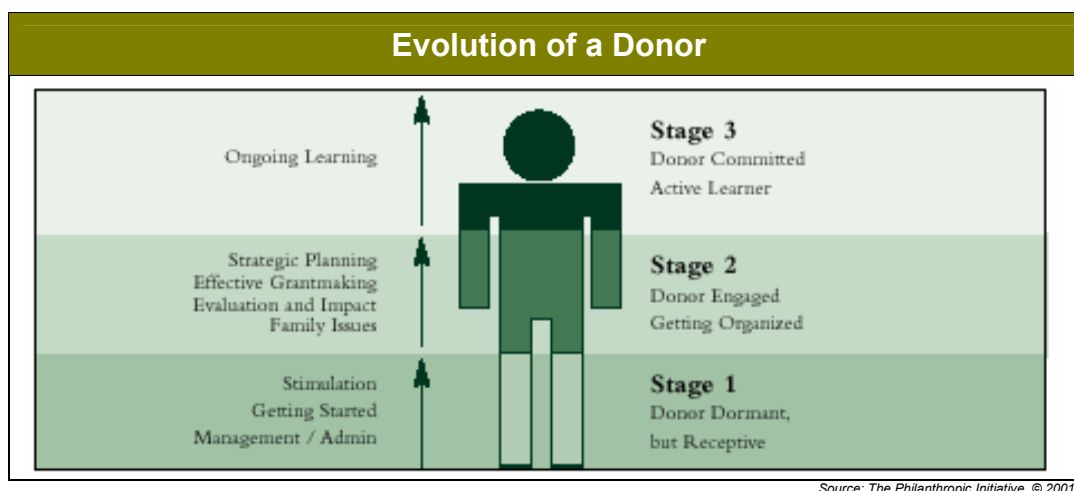 Evolution of a Donor
Ongoing Learning
Stage 3
Donor Committed
Active Learner
Strategic Planning
Effective Grantmaking
Evaluation and Impact
Family Issues
Stage 2
Donor Engaged
Getting Organized
Stimulation
Getting Started
Management / Admin
Stage 1
Donor Dormant,
but Receptive
Source: The Philanthropic Initiative, © 2001